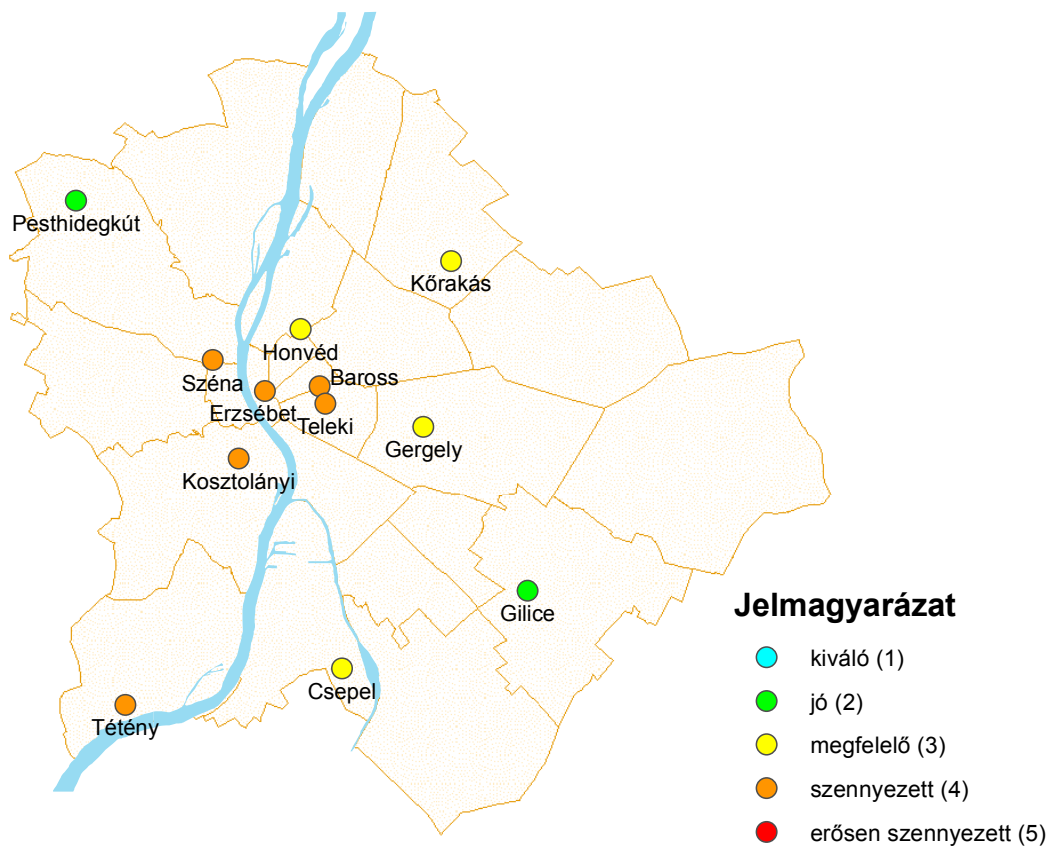 Pesthidegkút
Kőrakás
Honvéd
Széna
Baross
Erzsébet
Teleki
Gergely
Kosztolányi
Gilice
Csepel
Tétény
Jelmagyarázat
kiváló (1)
jó (2)
megfelelő (3)
szennyezett (4)
erősen szennyezett (5)